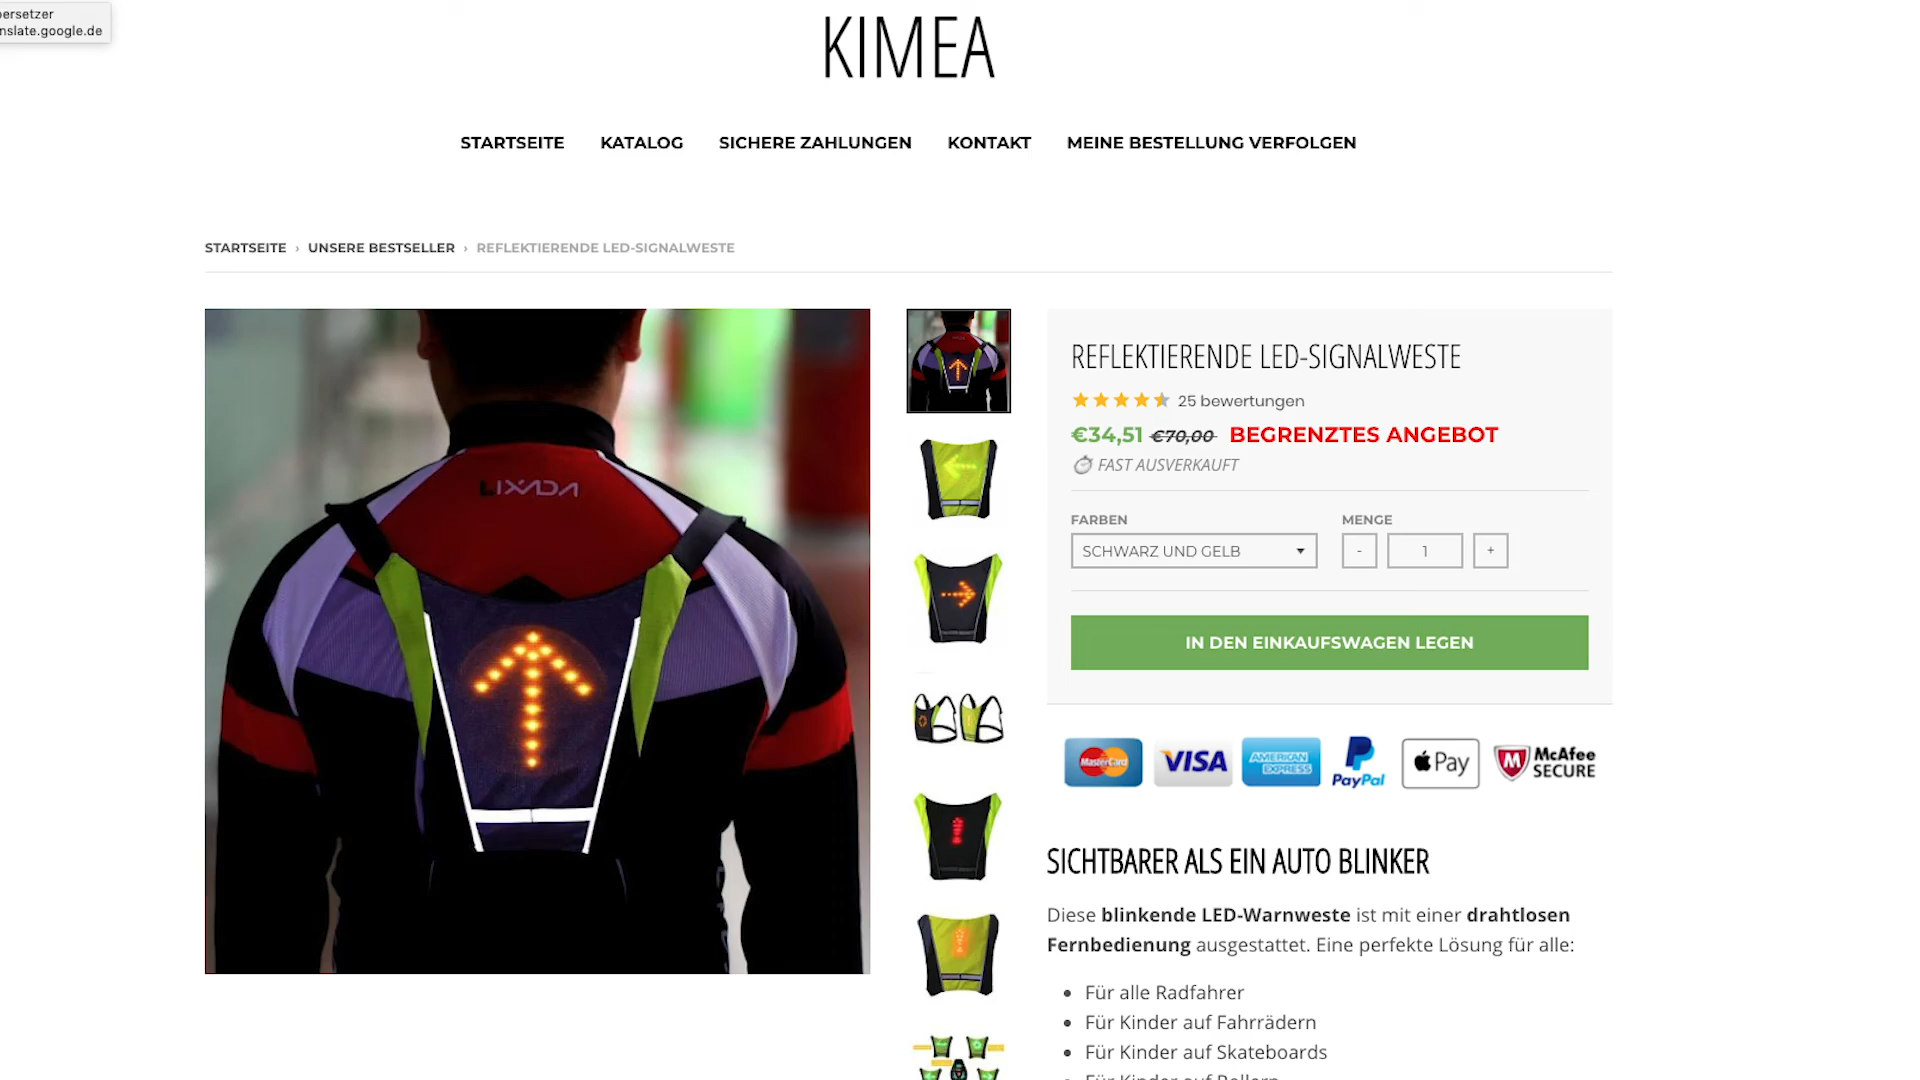 ersetzer
nslate.google.de
KIMEA
STARTSEITE KATALOG SICHERE ZAHLUNGEN KONTAKT MEINE BESTELLUNG VERFOLGEN
STARTSEITE › UNSERE BESTSELLER › REFLEKTIERENDE LED-SIGNALWESTE
LIXADA
REFLEKTIERENDE LED-SIGNALWESTE
25 bewertungen
€34,51 €70,00 BEGRENZTES ANGEBOT
FAST AUSVERKAUFT
FARBEN MENGE
SCHWARZ UND GELB - 1 +
IN DEN EINKAUFSWAGEN LEGEN
MasterCard VISA AMERICAN EXPRESS PayPal Pay McAfee SECURE
SICHTBARER ALS EIN AUTO BLINKER
Diese blinkende LED-Warnweste ist mit einer drahtlosen
Fernbedienung ausgestattet. Eine perfekte Lösung für alle:
• Für alle Radfahrer
• Für Kinder auf Fahrrädern
• Für Kinder auf Skateboards
• Für Kinder auf Rollern